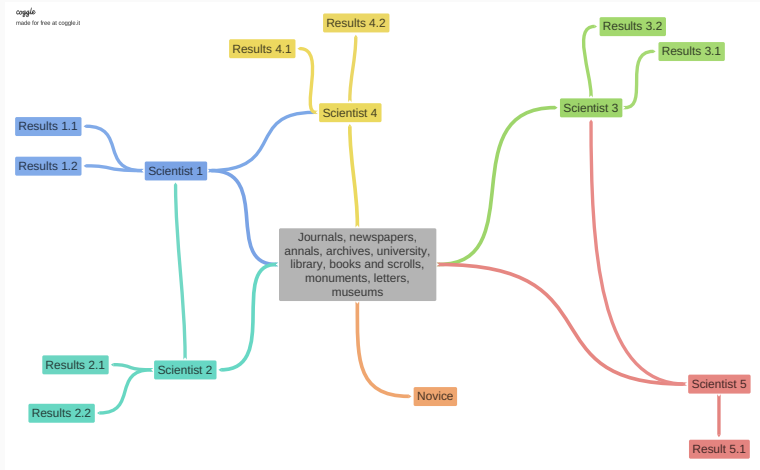 coggle
made for free at coggle.it
Results 4.2
Results 3.2
Results 4.1
Results 3.1
Scientist 4
Scientist 3
Results 1.1
Results 1.2
Scientist 1
Journals, newspapers,
annals, archives, university,
library, books and scrolls,
monuments, letters,
museums
Results 2.1
Scientist 2
Scientist 5
Novice
Results 2.2
Result 5.1